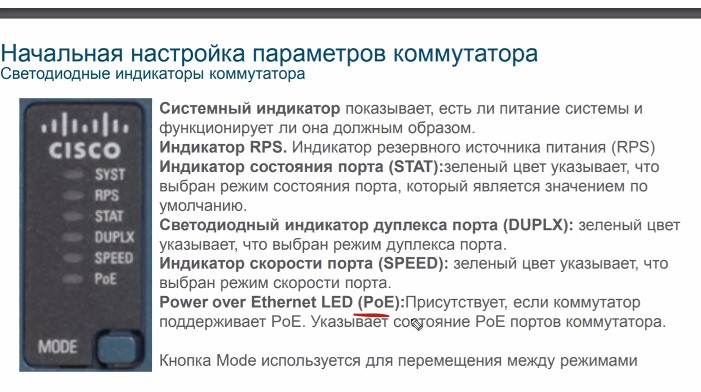 Начальная настройка параметров коммутатора
Светодиодные индикаторы коммутатора
CISCO
SYST
RPS
STAT
DUPLX
SPEED
PoE
MODE
Системный индикатор показывает, есть ли питание системы и
функционирует ли она должным образом.
Индикатор RPS. Индикатор резервного источника питания (RPS)
Индикатор состояния порта (STAT):зеленый цвет указывает, что
выбран режим состояния порта, который является значением по
умолчанию.
Светодиодный индикатор дуплекса порта (DUPLX): зеленый цвет
указывает, что выбран режим дуплекса порта.
Индикатор скорости порта (SPEED): зеленый цвет указывает, что
выбран режим скорости порта.
Power over Ethernet LED (PoE):Присутствует, если коммутатор
поддерживает PoE. Указывает состояние PoE портов коммутатора.
Кнопка Mode используется для перемещения между режимами